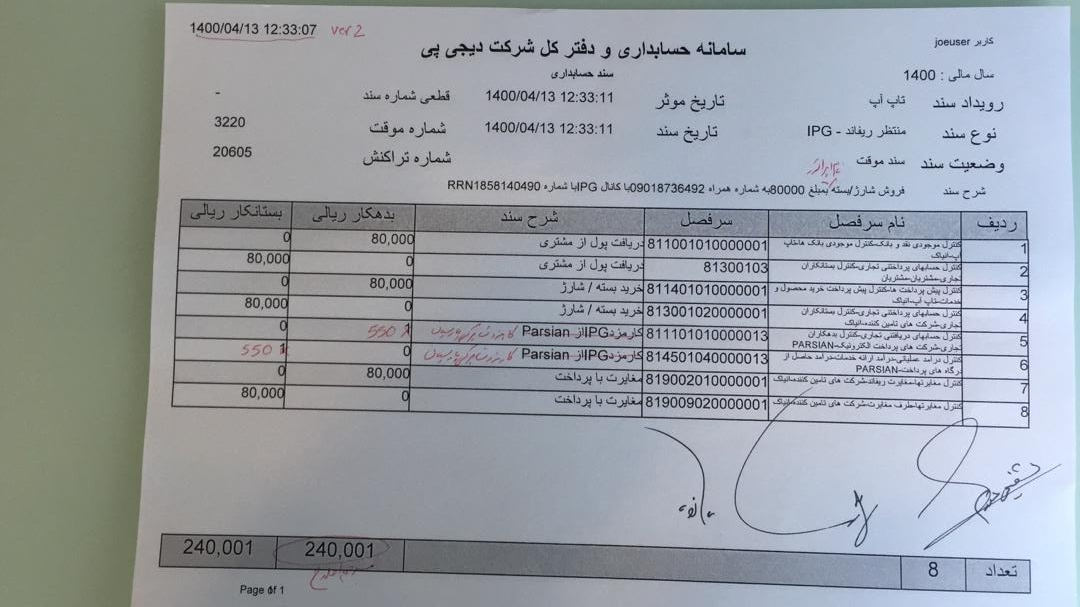 1400/04/13 12:33:07 ver 2
کاربر joeuser
سامانه حسابداری و دفتر کل شرکت دیجی پی
سند حسابداری
سال مالی : 1400
رویداد سند تاپ آپ تاریخ موثر 1400/04/13 12:33:11 قطعی شماره سند -
نوع سند منتظر ریفاند - IPG تاریخ سند 1400/04/13 12:33:11 شماره موقت 3220
وضعیت سند سند موقت شماره تراکنش 20605
شرح سند فروش شارژ/بسته بمبلغ 80000به شماره همراه 09018736492با کانال IPGبا شماره RRN1858140490
ردیف نام سرفصل سرفصل شرح سند بدهکار ریالی بستانکار ریالی
1 کنترل موجودی نقد و بانک-کنترل موجودی بانک ها-تاپ آپ-آنیاک 811001010000001 دریافت پول از مشتری 80,000 0
2 کنترل حسابهای پرداختنی تجاری-کنترل بستانکاران تجاری-مشتریان-مشتریان 81300103 دریافت پول از مشتری 0 80,000
3 کنترل پیش پرداخت ها-کنترل پیش پرداخت خرید محصول و خدمات-تاپ آپ-آنیاک 811401010000001 خرید بسته / شارژ 80,000 0
4 کنترل حسابهای پرداختنی تجاری-کنترل بستانکاران تجاری-شرکت های تامین کننده-آنیاک 813001020000001 خرید بسته / شارژ 0 80,000
5 کنترل حسابهای دریافتنی تجاری-کنترل بدهکاران تجاری-شرکت های پرداخت الکترونیک-PARSIAN 811101010000013 کارمزدIPGاز Parsian 1 550 0
6 کنترل درآمد عملیاتی-درآمد ارائه خدمات-درآمد حاصل از درگاه های پرداخت-PARSIAN 814501040000013 کارمزدIPGاز Parsian 0 1 550
7 کنترل مغایرتها-مغایرت ریفاند-شرکت های تامین کننده-آنیاک 819002010000001 مغایرت با پرداخت 80,000 0
8 کنترل مغایرتها-طرف مغایرت-شرکت های تامین کننده-آنیاک 819009020000001 مغایرت با پرداخت 0 80,000
تعداد 8 240,001 240,001
Page 1 of 1